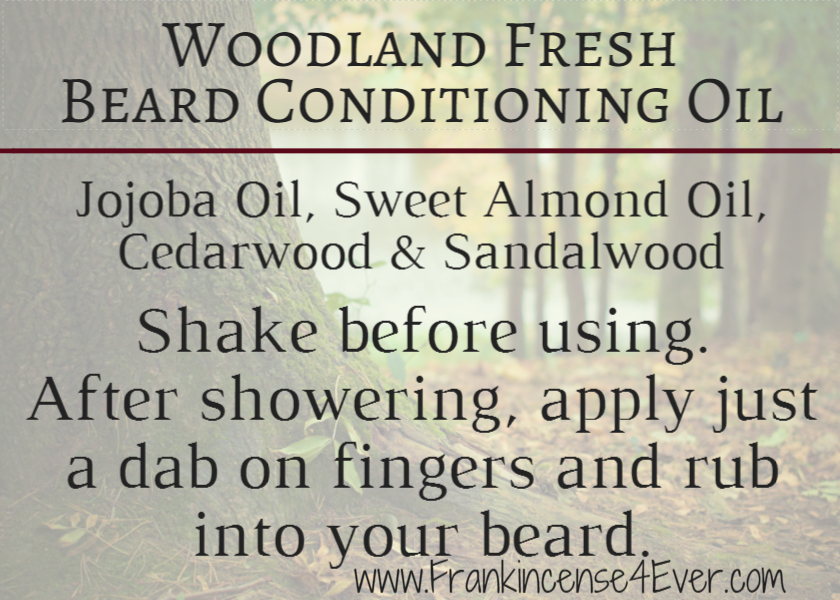 Woodland Fresh
Beard Conditioning Oil
Jojoba Oil, Sweet Almond Oil,
Cedarwood & Sandalwood
Shake before using.
After showering, apply just
a dab on fingers and rub
into your beard.
www.Frankincense4Ever.com